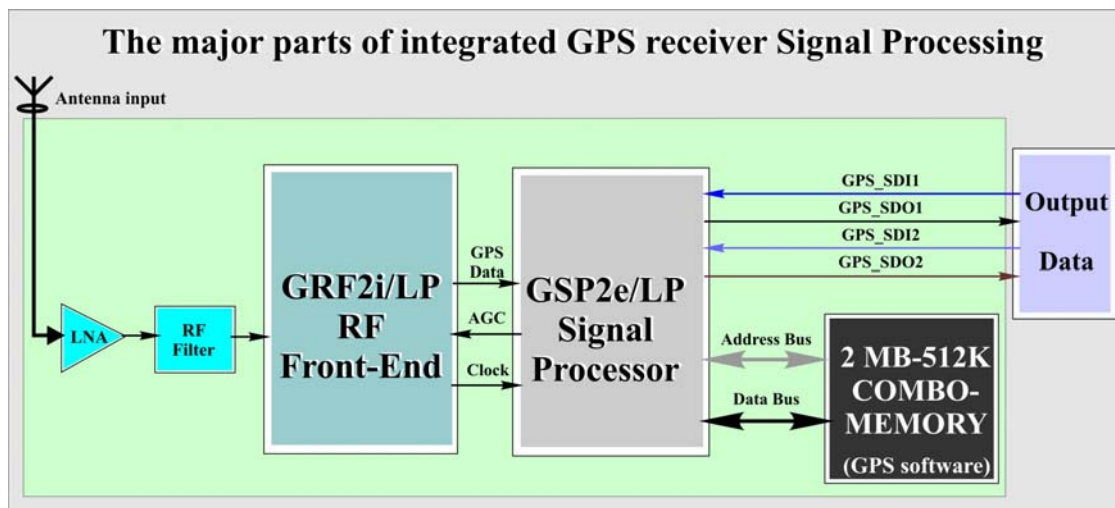 The major parts of integrated GPS receiver Signal Processing
Antenna input
LNA
RF
Filter
GRF2i/LP
RF
Front-End
GPS
Data
AGC
Clock
GSP2e/LP
Signal
Processor
GPS_SDI1
GPS_SDO1
GPS_SDI2
GPS_SDO2
Output
Data
Address Bus
Data Bus
2 MB-512K
COMBO-
MEMORY
(GPS software)